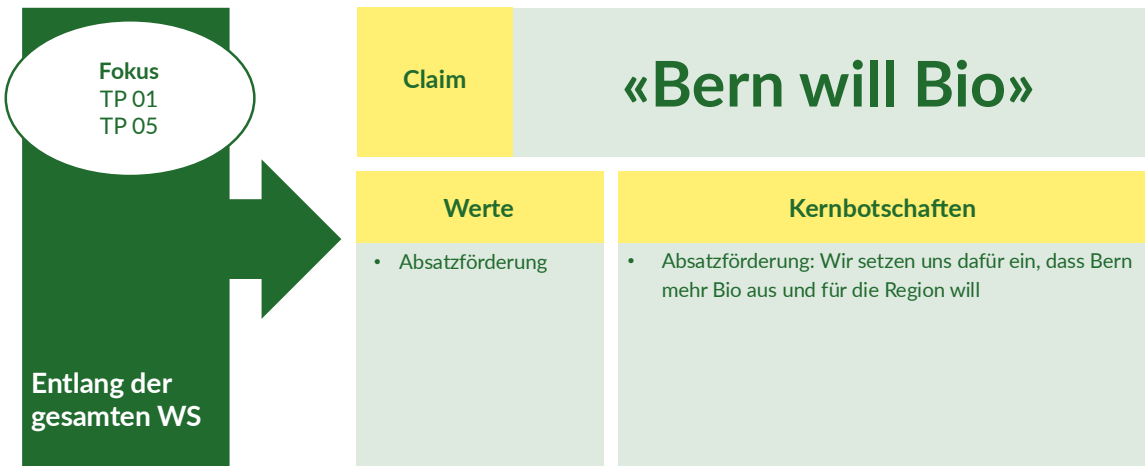 Fokus
TP 01
TP 05
Entlang der
gesamten WS
Claim
«Bern will Bio»
Werte
• Absatzförderung
Kernbotschaften
• Absatzförderung: Wir setzen uns dafür ein, dass Bern
mehr Bio aus und für die Region will